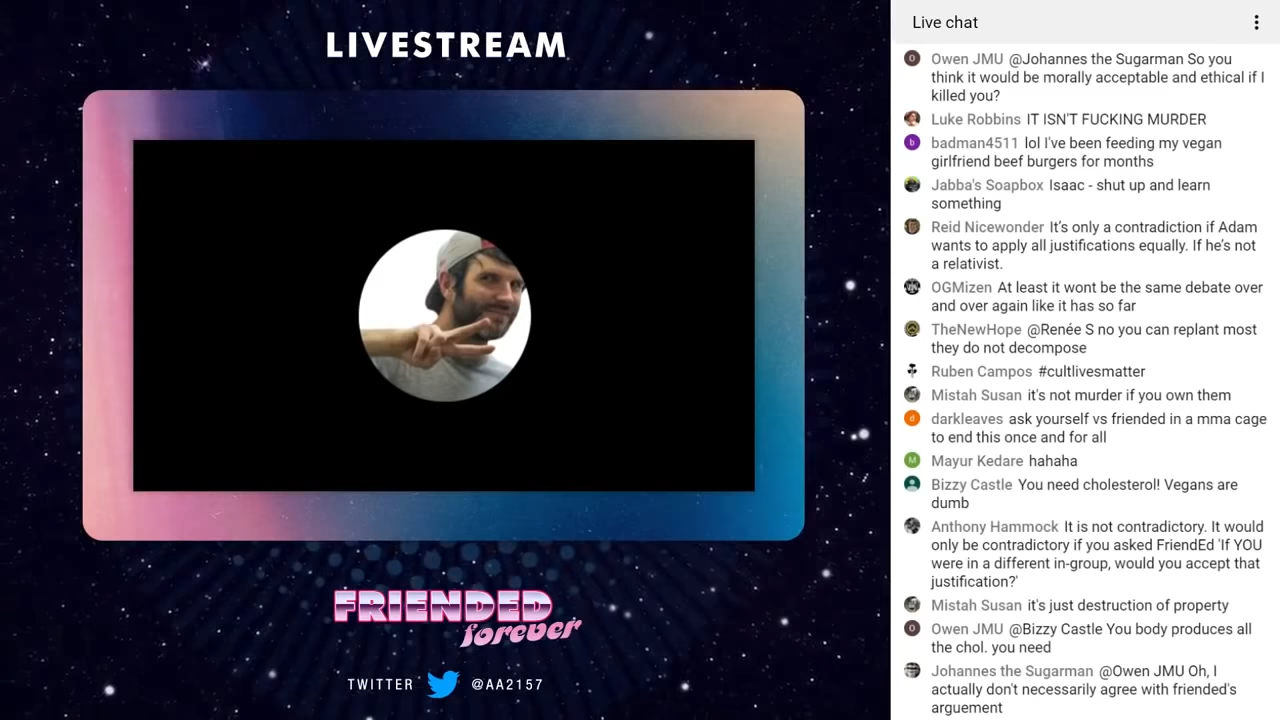 LIVESTREAM
FRIENDED
forever
TWITTER @AA2157
Live chat
Owen JMU @Johannes the Sugarman So you
think it would be morally acceptable and ethical if I
killed you?
Luke Robbins IT ISN'T FUCKING MURDER
badman4511 lol I've been feeding my vegan
girlfriend beef burgers for months
Jabba's Soapbox Isaac - shut up and learn
something
Reid Nicewonder It's only a contradiction if Adam
wants to apply all justifications equally. If he's not
a relativist.
OGMizen At least it wont be the same debate over
and over again like it has so far
TheNewHope @Renée S no you can replant most
they do not decompose
Ruben Campos #cultlivesmatter
Mistah Susan it's not murder if you own them
darkleaves ask yourself vs friended in a mma cage
to end this once and for all
Mayur Kedare hahaha
Bizzy Castle You need cholesterol! Vegans are
dumb
Anthony Hammock It is not contradictory. It would
only be contradictory if you asked FriendEd 'If YOU
were in a different in-group, would you accept that
justification?'
Mistah Susan it's just destruction of property
Owen JMU @Bizzy Castle You body produces all
the chol. you need
Johannes the Sugarman @Owen JMU Oh, I
actually don't necessarily agree with friended's
arguement